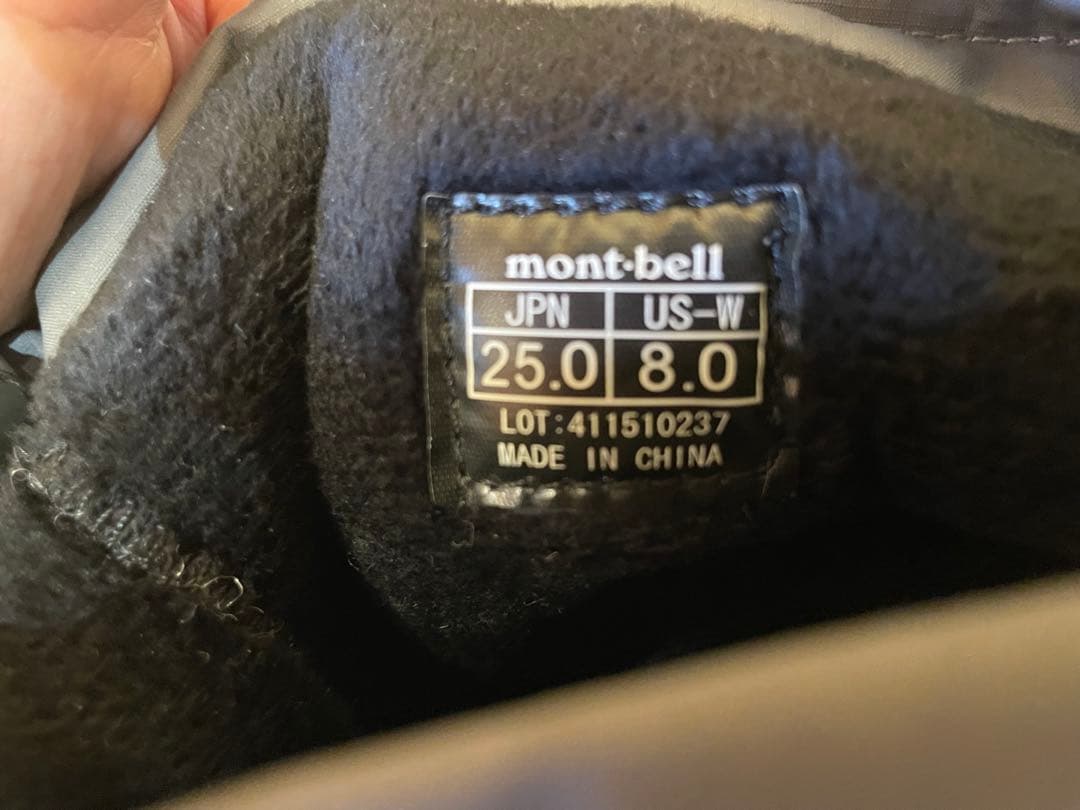 mont·bell
JPN US-W
25.0 8.0
LOT:411510237
MADE IN CHINA